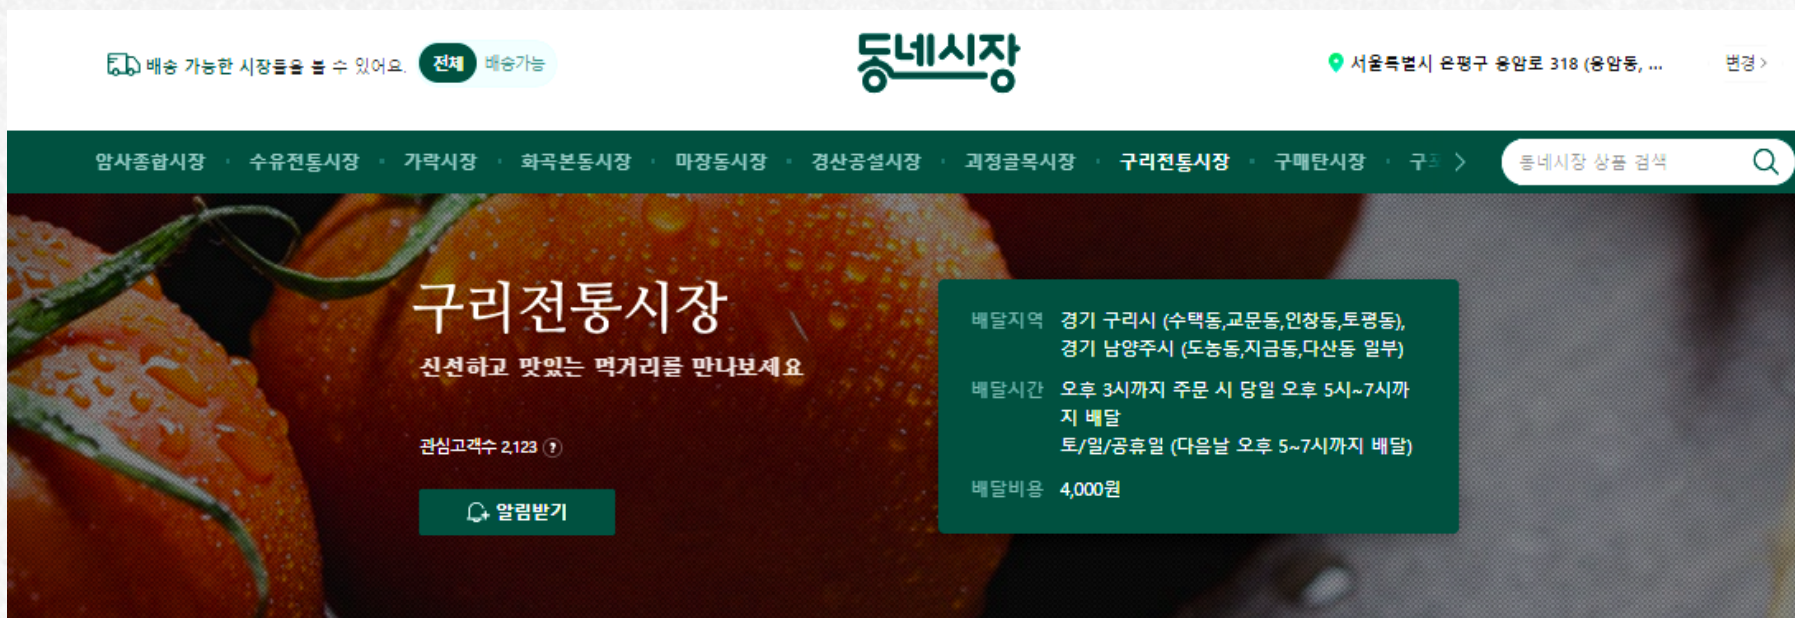 배송 가능한 시장들을 볼 수 있어요. 전체 배송가능
동네시장
서울특별시 은평구 응암로 318 (응암동, ...
변경 >
암사종합시장 · 수유전통시장 · 가락시장 · 화곡본동시장 · 마장동시장 · 경산공설시장 · 괴정골목시장 · 구리전통시장 · 구매탄시장 · 구
동네시장 상품 검색
구리전통시장
신선하고 맛있는 먹거리를 만나보세요
관심고객수 2,123 ?
알림받기
배달지역 경기 구리시 (수택동,교문동,인창동,토평동),
경기 남양주시 (도농동,지금동,다산동 일부)
배달시간 오후 3시까지 주문 시 당일 오후 5시~7시까
지 배달
토/일/공휴일 (다음날 오후 5~7시까지 배달)
배달비용 4,000원